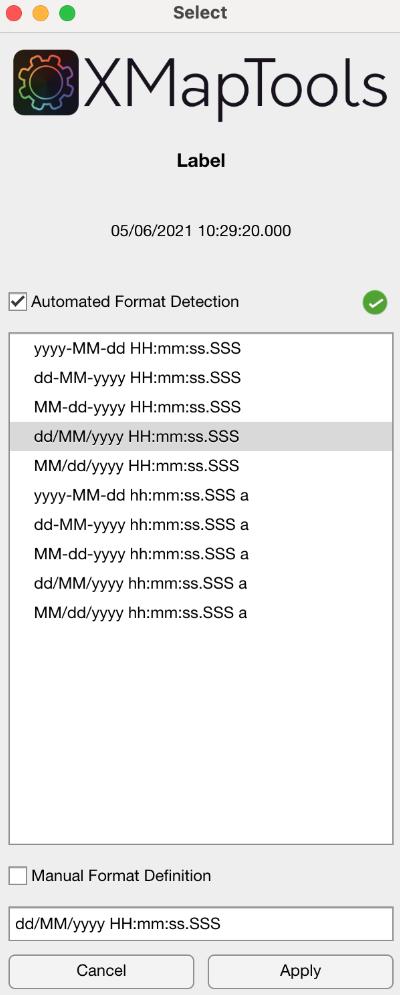 Select
XMapTools
Label
05/06/2021 10:29:20.000
Automated Format Detection
yyyy-MM-dd HH:mm:ss.SSS
dd-MM-yyyy HH:mm:ss.SSS
MM-dd-yyyy HH:mm:ss.SSS
dd/MM/yyyy HH:mm:ss.SSS
MM/dd/yyyy HH:mm:ss.SSS
yyyy-MM-dd hh:mm:ss.SSS a
dd-MM-yyyy hh:mm:ss.SSS a
MM-dd-yyyy hh:mm:ss.SSS a
dd/MM/yyyy hh:mm:ss.SSS a
MM/dd/yyyy hh:mm:ss.SSS a
Manual Format Definition
dd/MM/yyyy HH:mm:ss.SSS
Cancel Apply